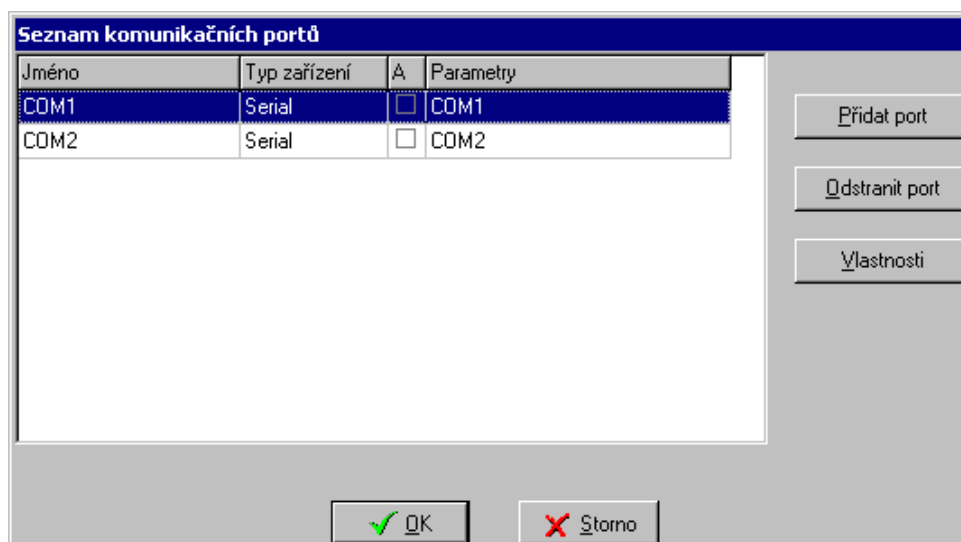 Seznam komunikačních portů
Jméno Typ zařízení A Parametry
COM1 Serial COM1
COM2 Serial COM2
Přidat port
Odstranit port
Vlastnosti
OK Storno